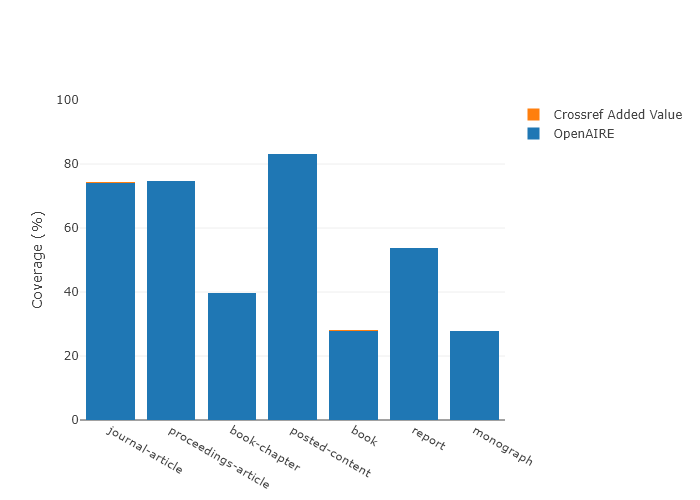 100
80
60
40
20
0
Coverage (%)
journal-article
proceedings-article
book-chapter
posted-content
book
report
monograph
Crossref Added Value
OpenAIRE